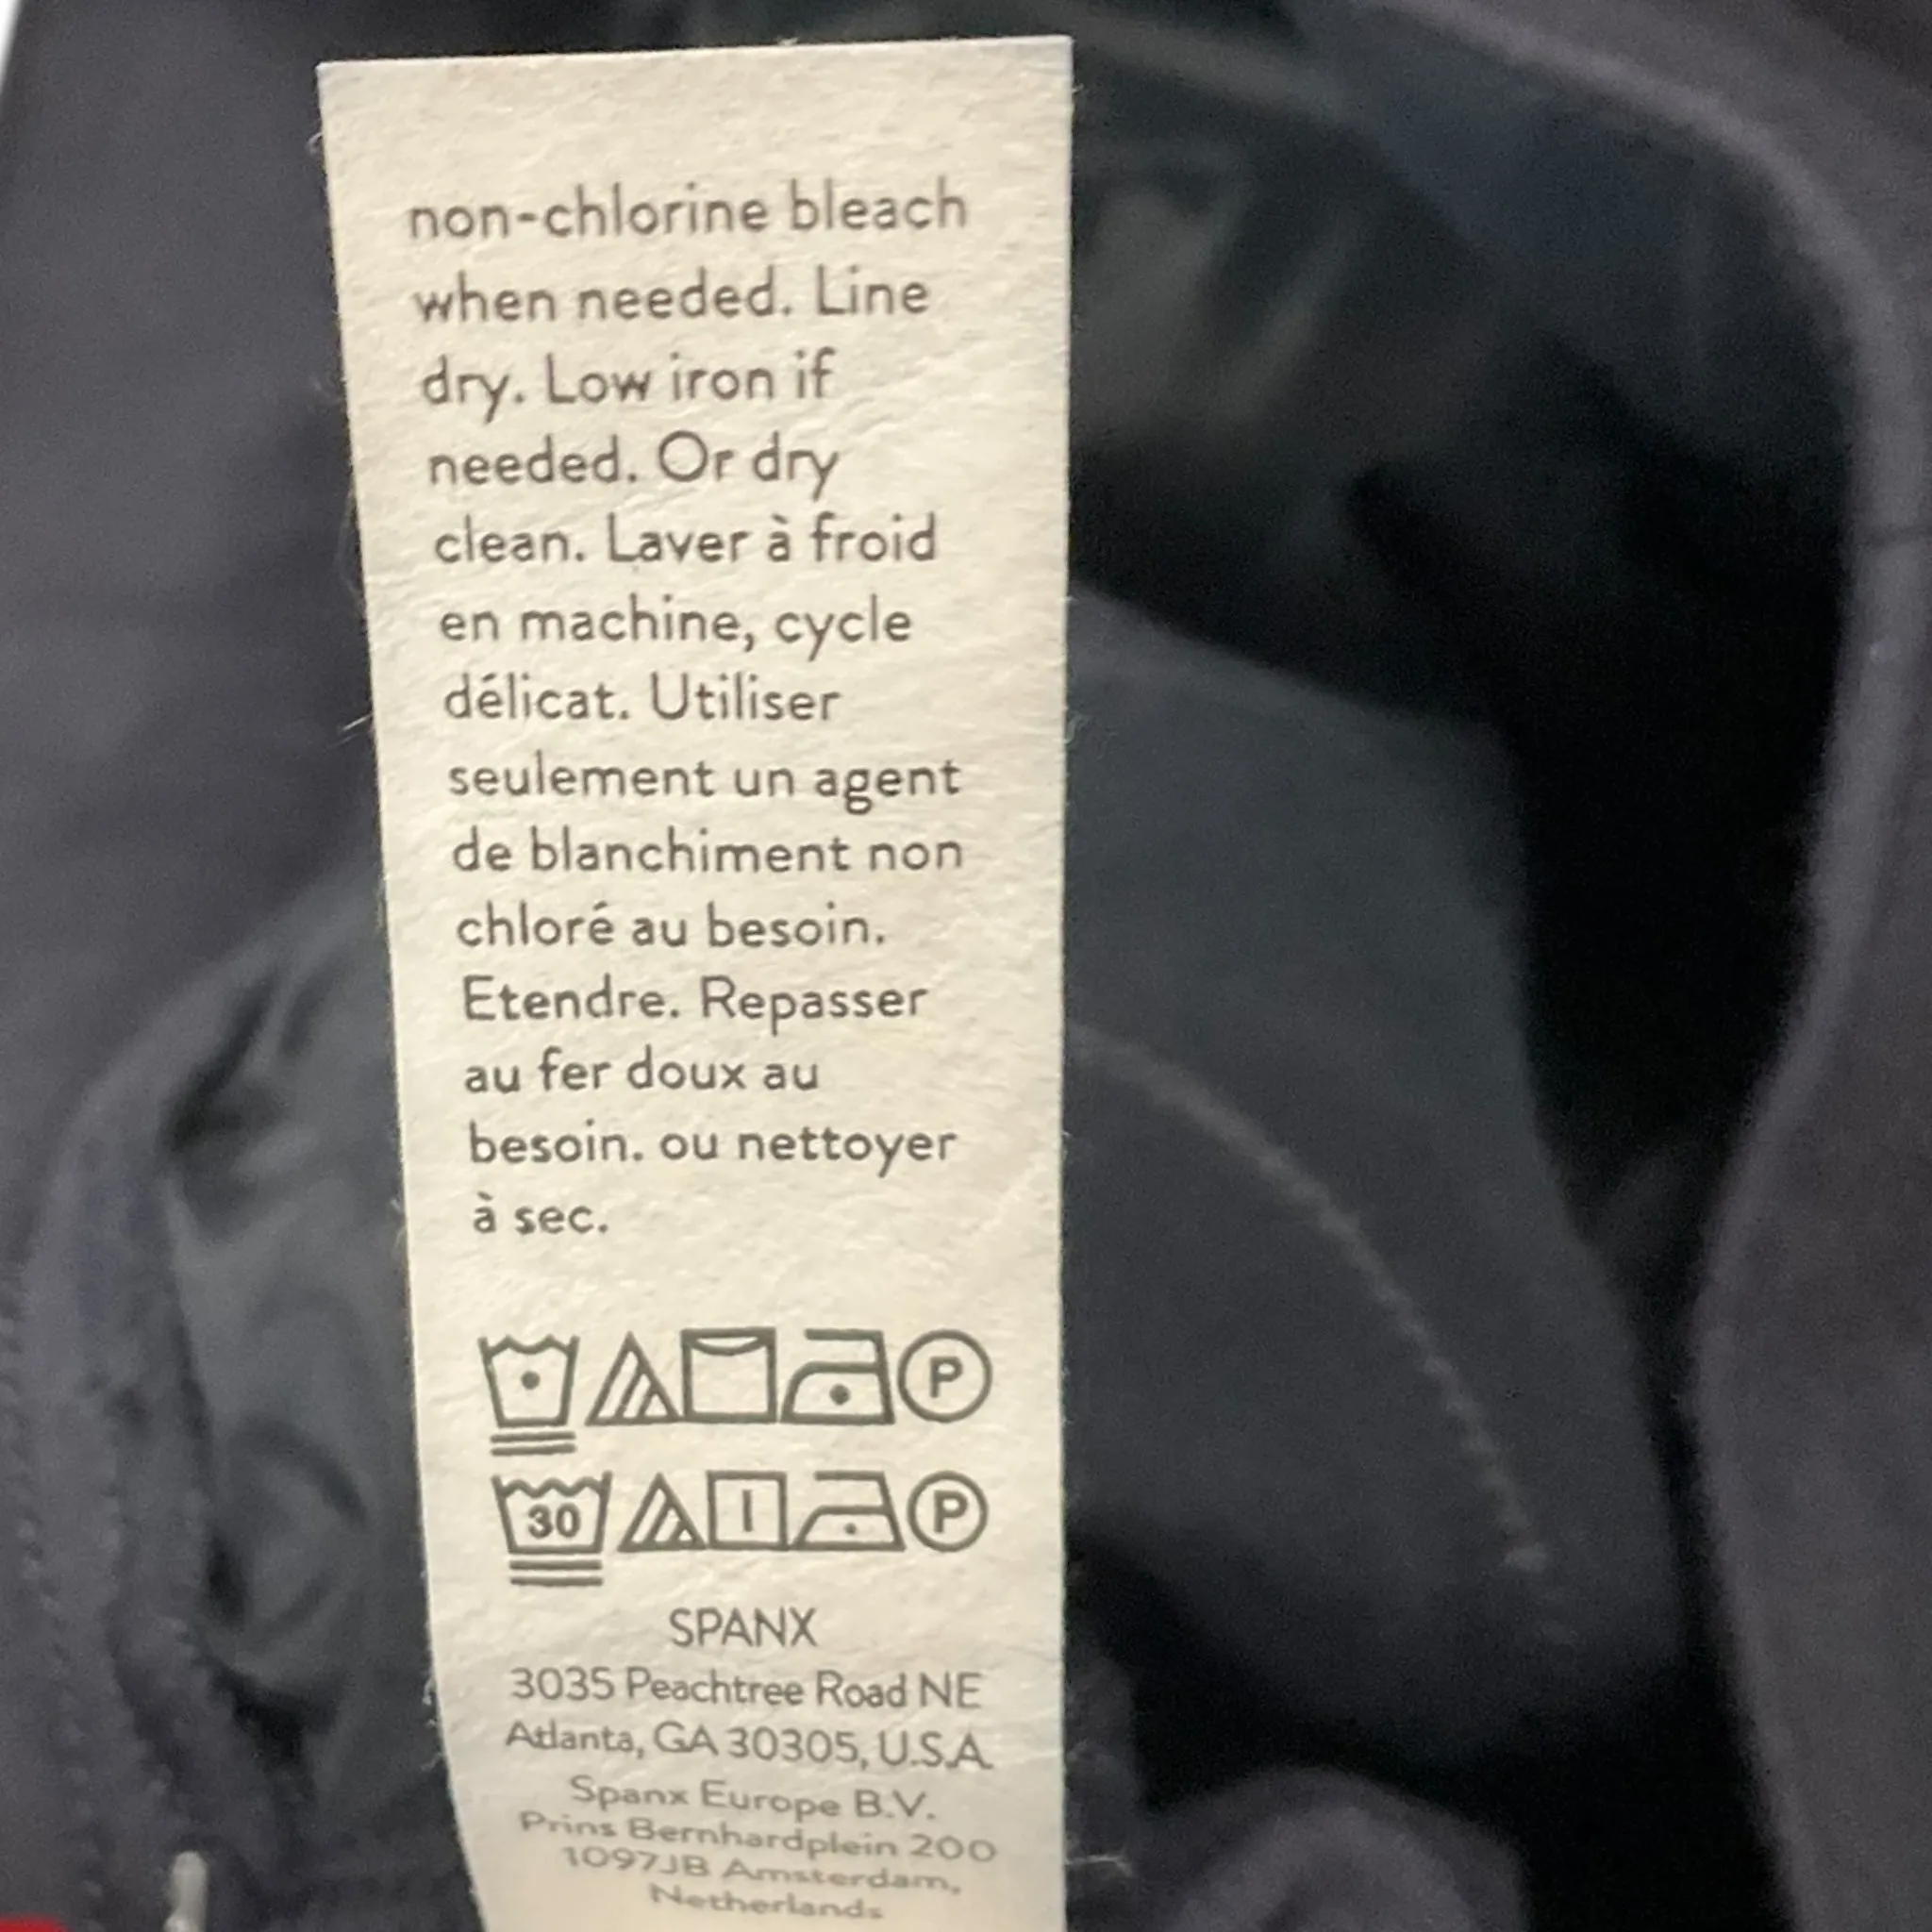 non-chlorine bleach
when needed. Line
dry. Low iron if
needed. Or dry
clean. Laver à froid
en machine, cycle
délicat. Utiliser
seulement un agent
de blanchiment non
chloré au besoin.
Etendre. Repasser
au fer doux au
besoin. ou nettoyer
à sec.
P
30 P
SPANX
3035 Peachtree Road NE
Atlanta, GA 30305, U.S.A.
Spanx Europe B.V.
Prins Bernhardplein 200
1097JB Amsterdam,
Netherlands